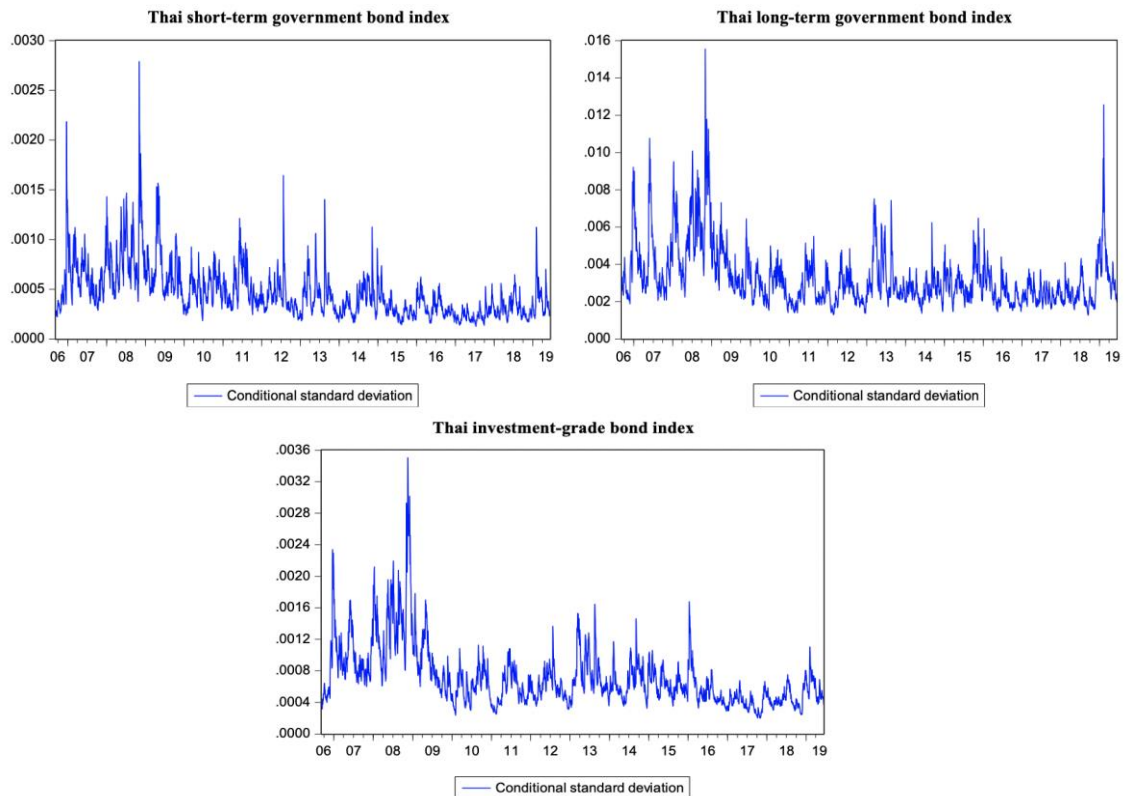 Thai short-term government bond index
.0030
.0025
.0020
.0015
.0010
.0005
.0000
06 07 08 09 10 11 12 13 14 15 16 17 18 19
Conditional standard deviation
Thai long-term government bond index
.016
.014
.012
.010
.008
.006
.004
.002
.000
06 07 08 09 10 11 12 13 14 15 16 17 18 19
Conditional standard deviation
Thai investment-grade bond index
.0036
.0032
.0028
.0024
.0020
.0016
.0012
.0008
.0004
.0000
06 07 08 09 10 11 12 13 14 15 16 17 18 19
Conditional standard deviation